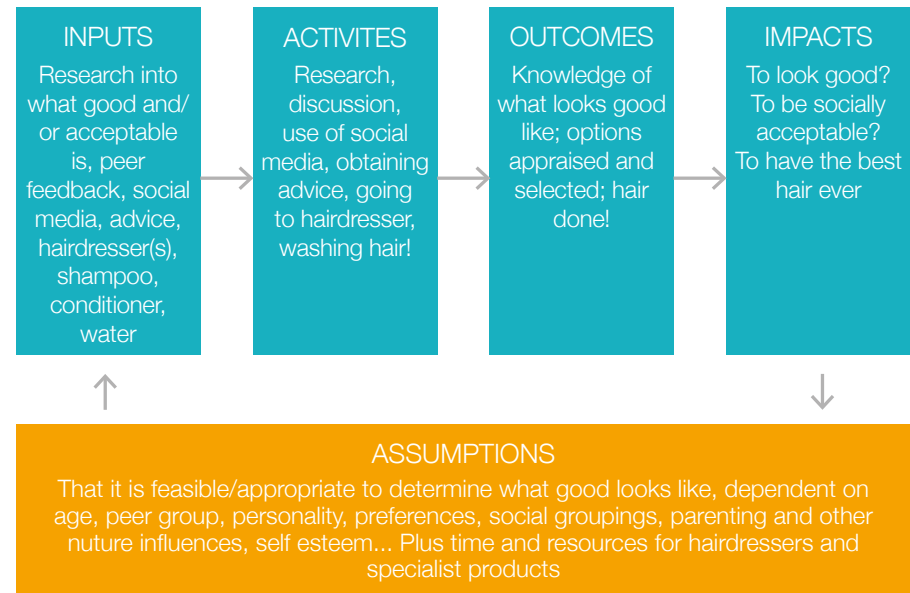 INPUTS
Research into
what good and/
or acceptable
is, peer
feedback, social
media, advice,
hairdresser(s),
shampoo,
conditioner,
water
ACTIVITES
Research,
discussion,
use of social
media, obtaining
advice, going
to hairdresser,
washing hair!
OUTCOMES
Knowledge of
what looks good
like; options
appraised and
selected; hair
done!
IMPACTS
To look good?
To be socially
acceptable?
To have the best
hair ever
ASSUMPTIONS
That it is feasible/appropriate to determine what good looks like, dependent on
age, peer group, personality, preferences, social groupings, parenting and other
nuture influences, self esteem... Plus time and resources for hairdressers and
specialist products